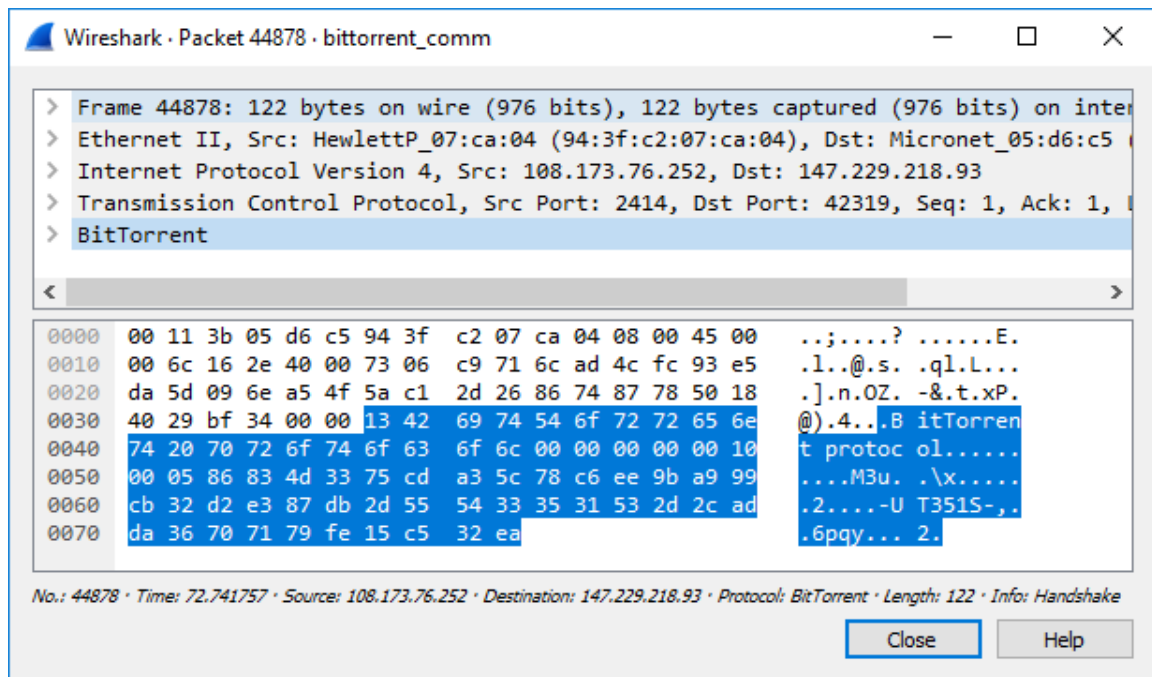 Wireshark · Packet 44878 · bittorrent_comm
> Frame 44878: 122 bytes on wire (976 bits), 122 bytes captured (976 bits) on inter
> Ethernet II, Src: HewlettP_07:ca:04 (94:3f:c2:07:ca:04), Dst: Micronet_05:d6:c5 (
> Internet Protocol Version 4, Src: 108.173.76.252, Dst: 147.229.218.93
> Transmission Control Protocol, Src Port: 2414, Dst Port: 42319, Seq: 1, Ack: 1, L
> BitTorrent
0000 00 11 3b 05 d6 c5 94 3f c2 07 ca 04 08 00 45 00 ..;....? ......E.
0010 00 6c 16 2e 40 00 73 06 c9 71 6c ad 4c fc 93 e5 .l..@.s. .ql.L...
0020 da 5d 09 6e a5 4f 5a c1 2d 26 86 74 87 78 50 18 .].n.OZ. -&.t.xP.
0030 40 29 bf 34 00 00 13 42 69 74 54 6f 72 72 65 6e @).4...B itTorren
0040 74 20 70 72 6f 74 6f 63 6f 6c 00 00 00 00 00 10 t protoc ol......
0050 00 05 86 83 4d 33 75 cd a3 5c 78 c6 ee 9b a9 99 ....M3u. .\x.....
0060 cb 32 d2 e3 87 db 2d 55 54 33 35 31 53 2d 2c ad .2....-U T351S-,.
0070 da 36 70 71 79 fe 15 c5 32 ea .6pqy... 2.
No.: 44878 · Time: 72.741757 · Source: 108.173.76.252 · Destination: 147.229.218.93 · Protocol: BitTorrent · Length: 122 · Info: Handshake
Close Help